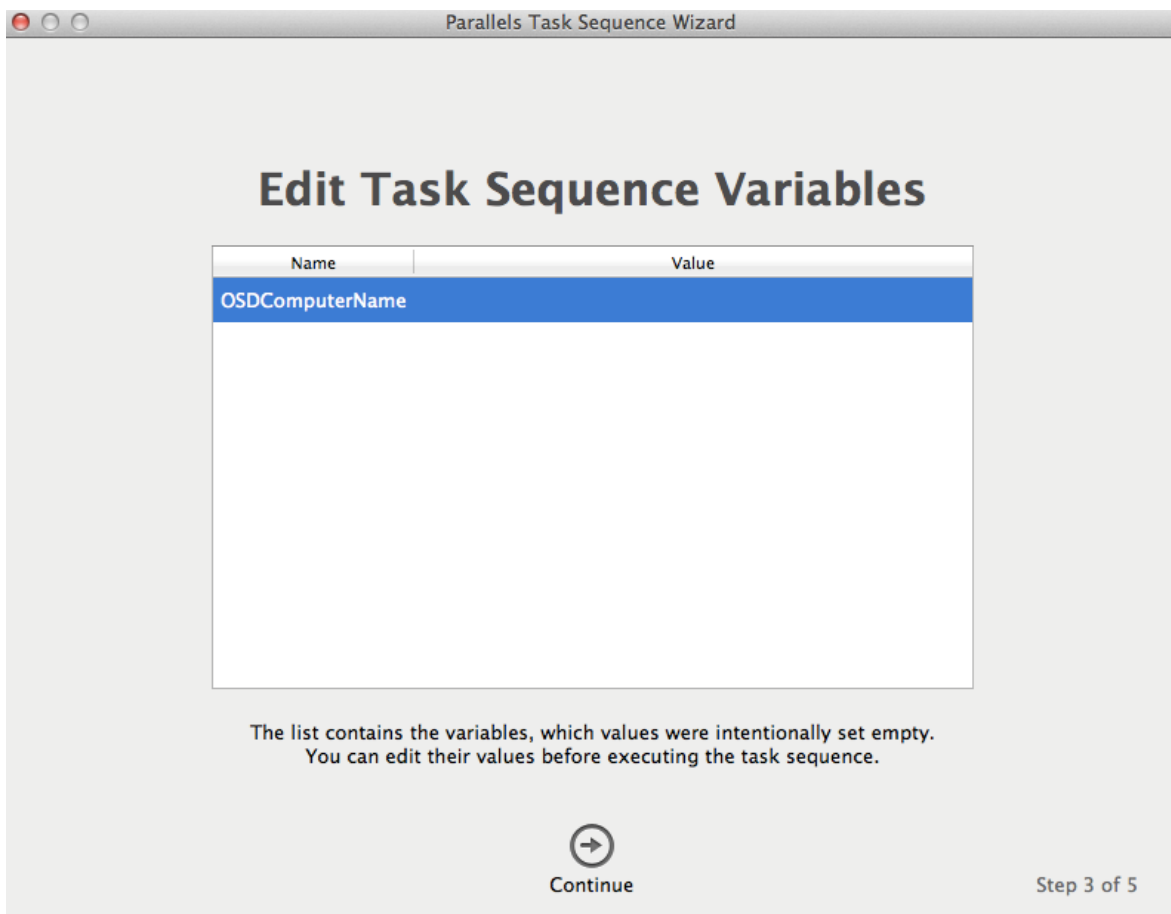 Parallels Task Sequence Wizard
Edit Task Sequence Variables
Name Value
OSDComputerName
The list contains the variables, which values were intentionally set empty.
You can edit their values before executing the task sequence.
Continue
Step 3 of 5